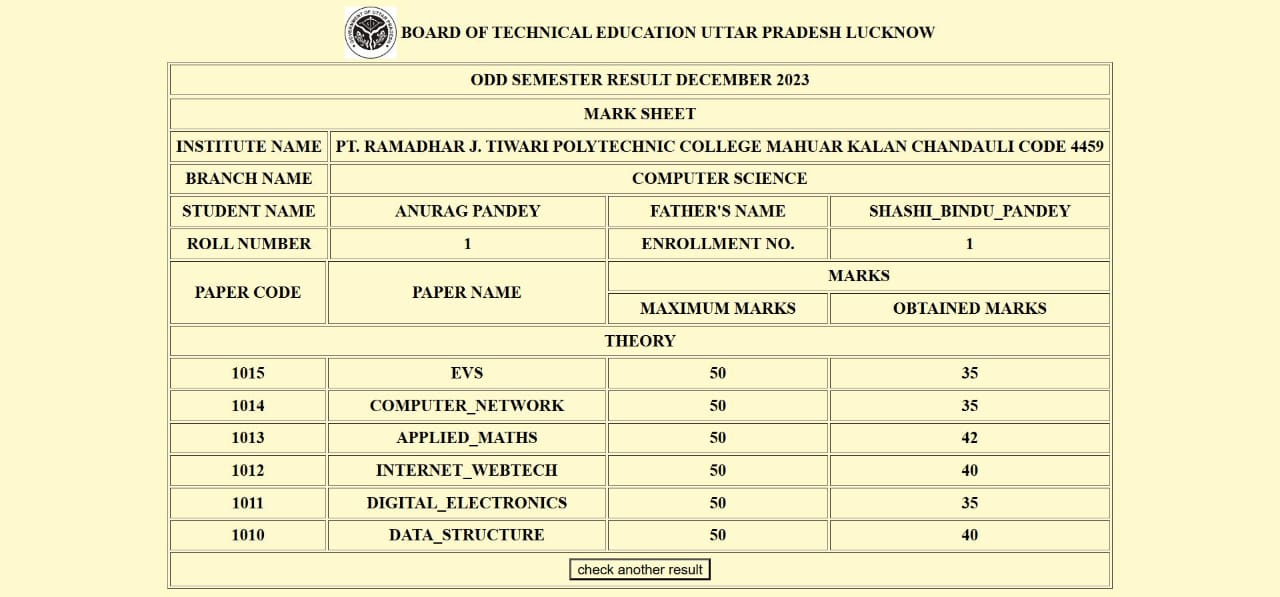 BOARD OF TECHNICAL EDUCATION UTTAR PRADESH LUCKNOW
ODD SEMESTER RESULT DECEMBER 2023
MARK SHEET
INSTITUTE NAME PT. RAMADHAR J. TIWARI POLYTECHNIC COLLEGE MAHUAR KALAN CHANDAULI CODE 4459
BRANCH NAME COMPUTER SCIENCE
STUDENT NAME ANURAG PANDEY FATHER'S NAME SHASHI_BINDU_PANDEY
ROLL NUMBER 1 ENROLLMENT NO. 1
PAPER CODE PAPER NAME MARKS
MAXIMUM MARKS OBTAINED MARKS
THEORY
1015 EVS 50 35
1014 COMPUTER_NETWORK 50 35
1013 APPLIED_MATHS 50 42
1012 INTERNET_WEBTECH 50 40
1011 DIGITAL_ELECTRONICS 50 35
1010 DATA_STRUCTURE 50 40
check another result